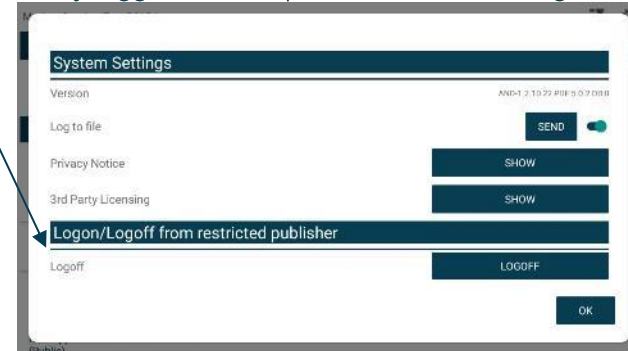 System Settings
Version
Log to file
SEND
Privacy Notice
SHOW
3rd Party Licensing
SHOW
Logon/Logoff from restricted publisher
Logoff
LOGOFF
OK
(Public)